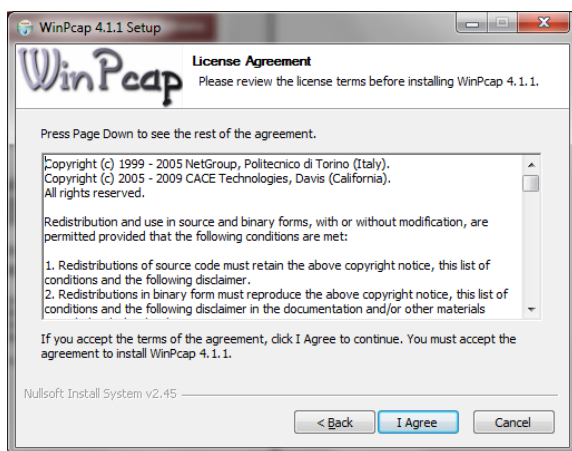 WinPcap 4.1.1 Setup
WinPcap
License Agreement
Please review the license terms before installing WinPcap 4.1.1.
Press Page Down to see the rest of the agreement.
Copyright (c) 1999 - 2005 NetGroup, Politecnico di Torino (Italy).
Copyright (c) 2005 - 2009 CACE Technologies, Davis (California).
All rights reserved.
Redistribution and use in source and binary forms, with or without modification, are
permitted provided that the following conditions are met:
1. Redistributions of source code must retain the above copyright notice, this list of
conditions and the following disclaimer.
2. Redistributions in binary form must reproduce the above copyright notice, this list of
conditions and the following disclaimer in the documentation and/or other materials
If you accept the terms of the agreement, click I Agree to continue. You must accept the
agreement to install WinPcap 4.1.1.
Nullsoft Install System v2.45
< Back
I Agree
Cancel